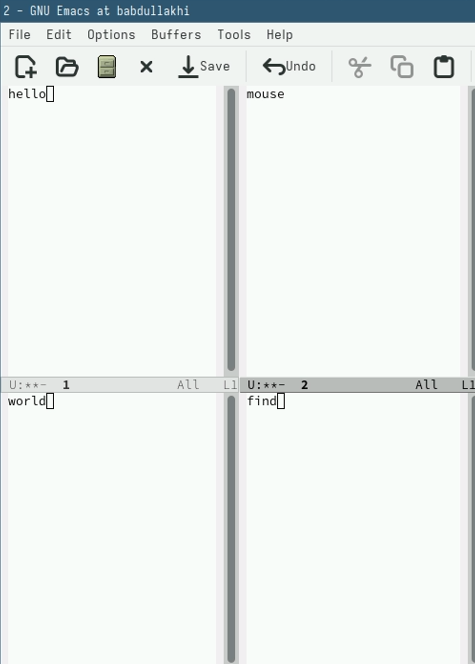 2 - GNU Emacs at babdullakhi
File Edit Options Buffers Tools Help
Save Undo
hello
mouse
U:**- 1 All L1
U:**- 2 All L1
world
find